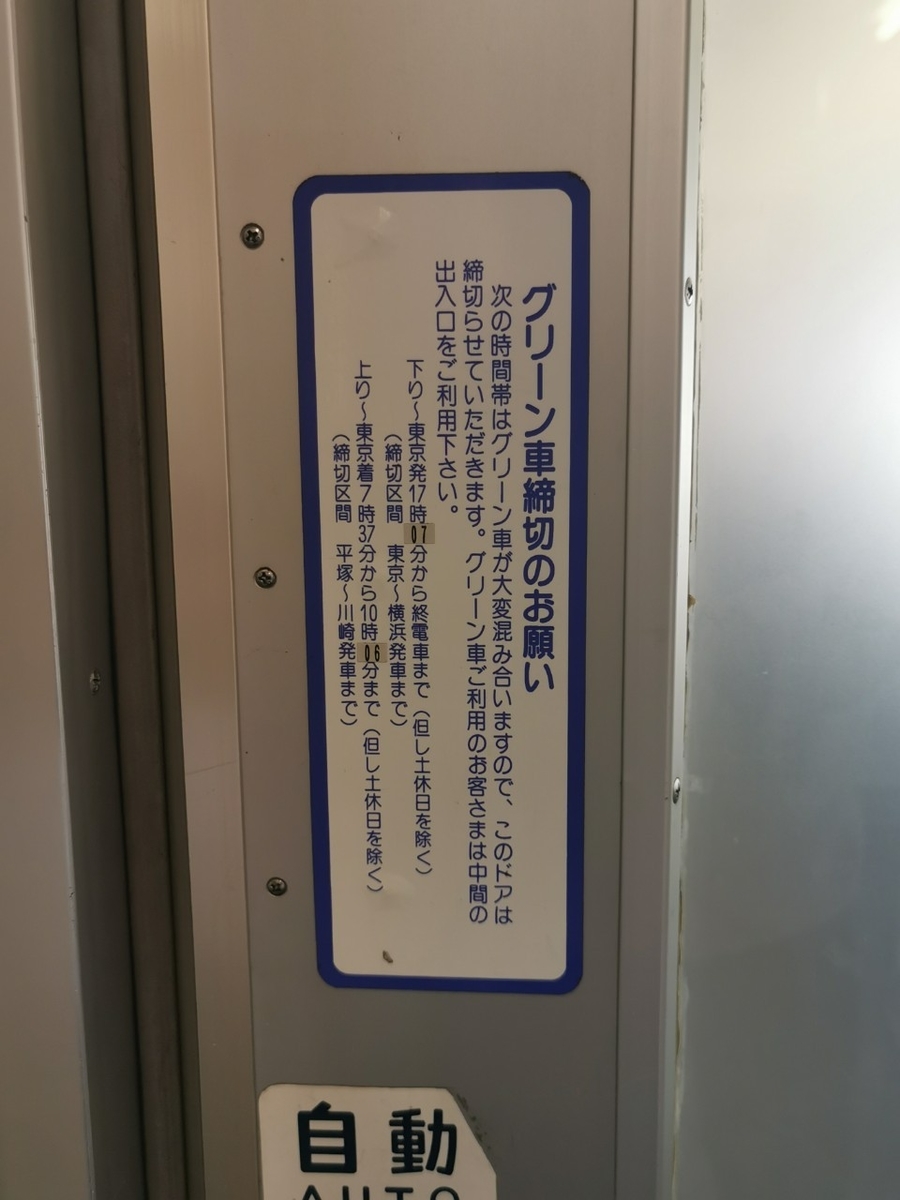 グリーン車締切のお願い
次の時間帯はグリーン車が大変混み合いますので、このドアは
締切らせていただきます。グリーン車ご利用のお客さまは中間の
出入口をご利用下さい。
下り〜東京発17時07分から終電車まで（但し土休日を除く）
（締切区間　東京〜横浜発車まで）
上り〜東京着7時37分から10時06分まで（但し土休日を除く）
（締切区間　平塚〜川崎発車まで）
自動
AUTO